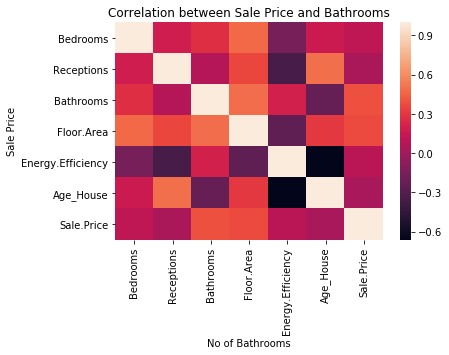 Correlation between Sale Price and Bathrooms
Sale Price
Bedrooms
Receptions
Bathrooms
Floor.Area
Energy.Efficiency
Age_House
Sale.Price
Bedrooms
Receptions
Bathrooms
Floor.Area
Energy.Efficiency
Age_House
Sale.Price
No of Bathrooms
0.9
0.6
0.3
0.0
−0.3
−0.6